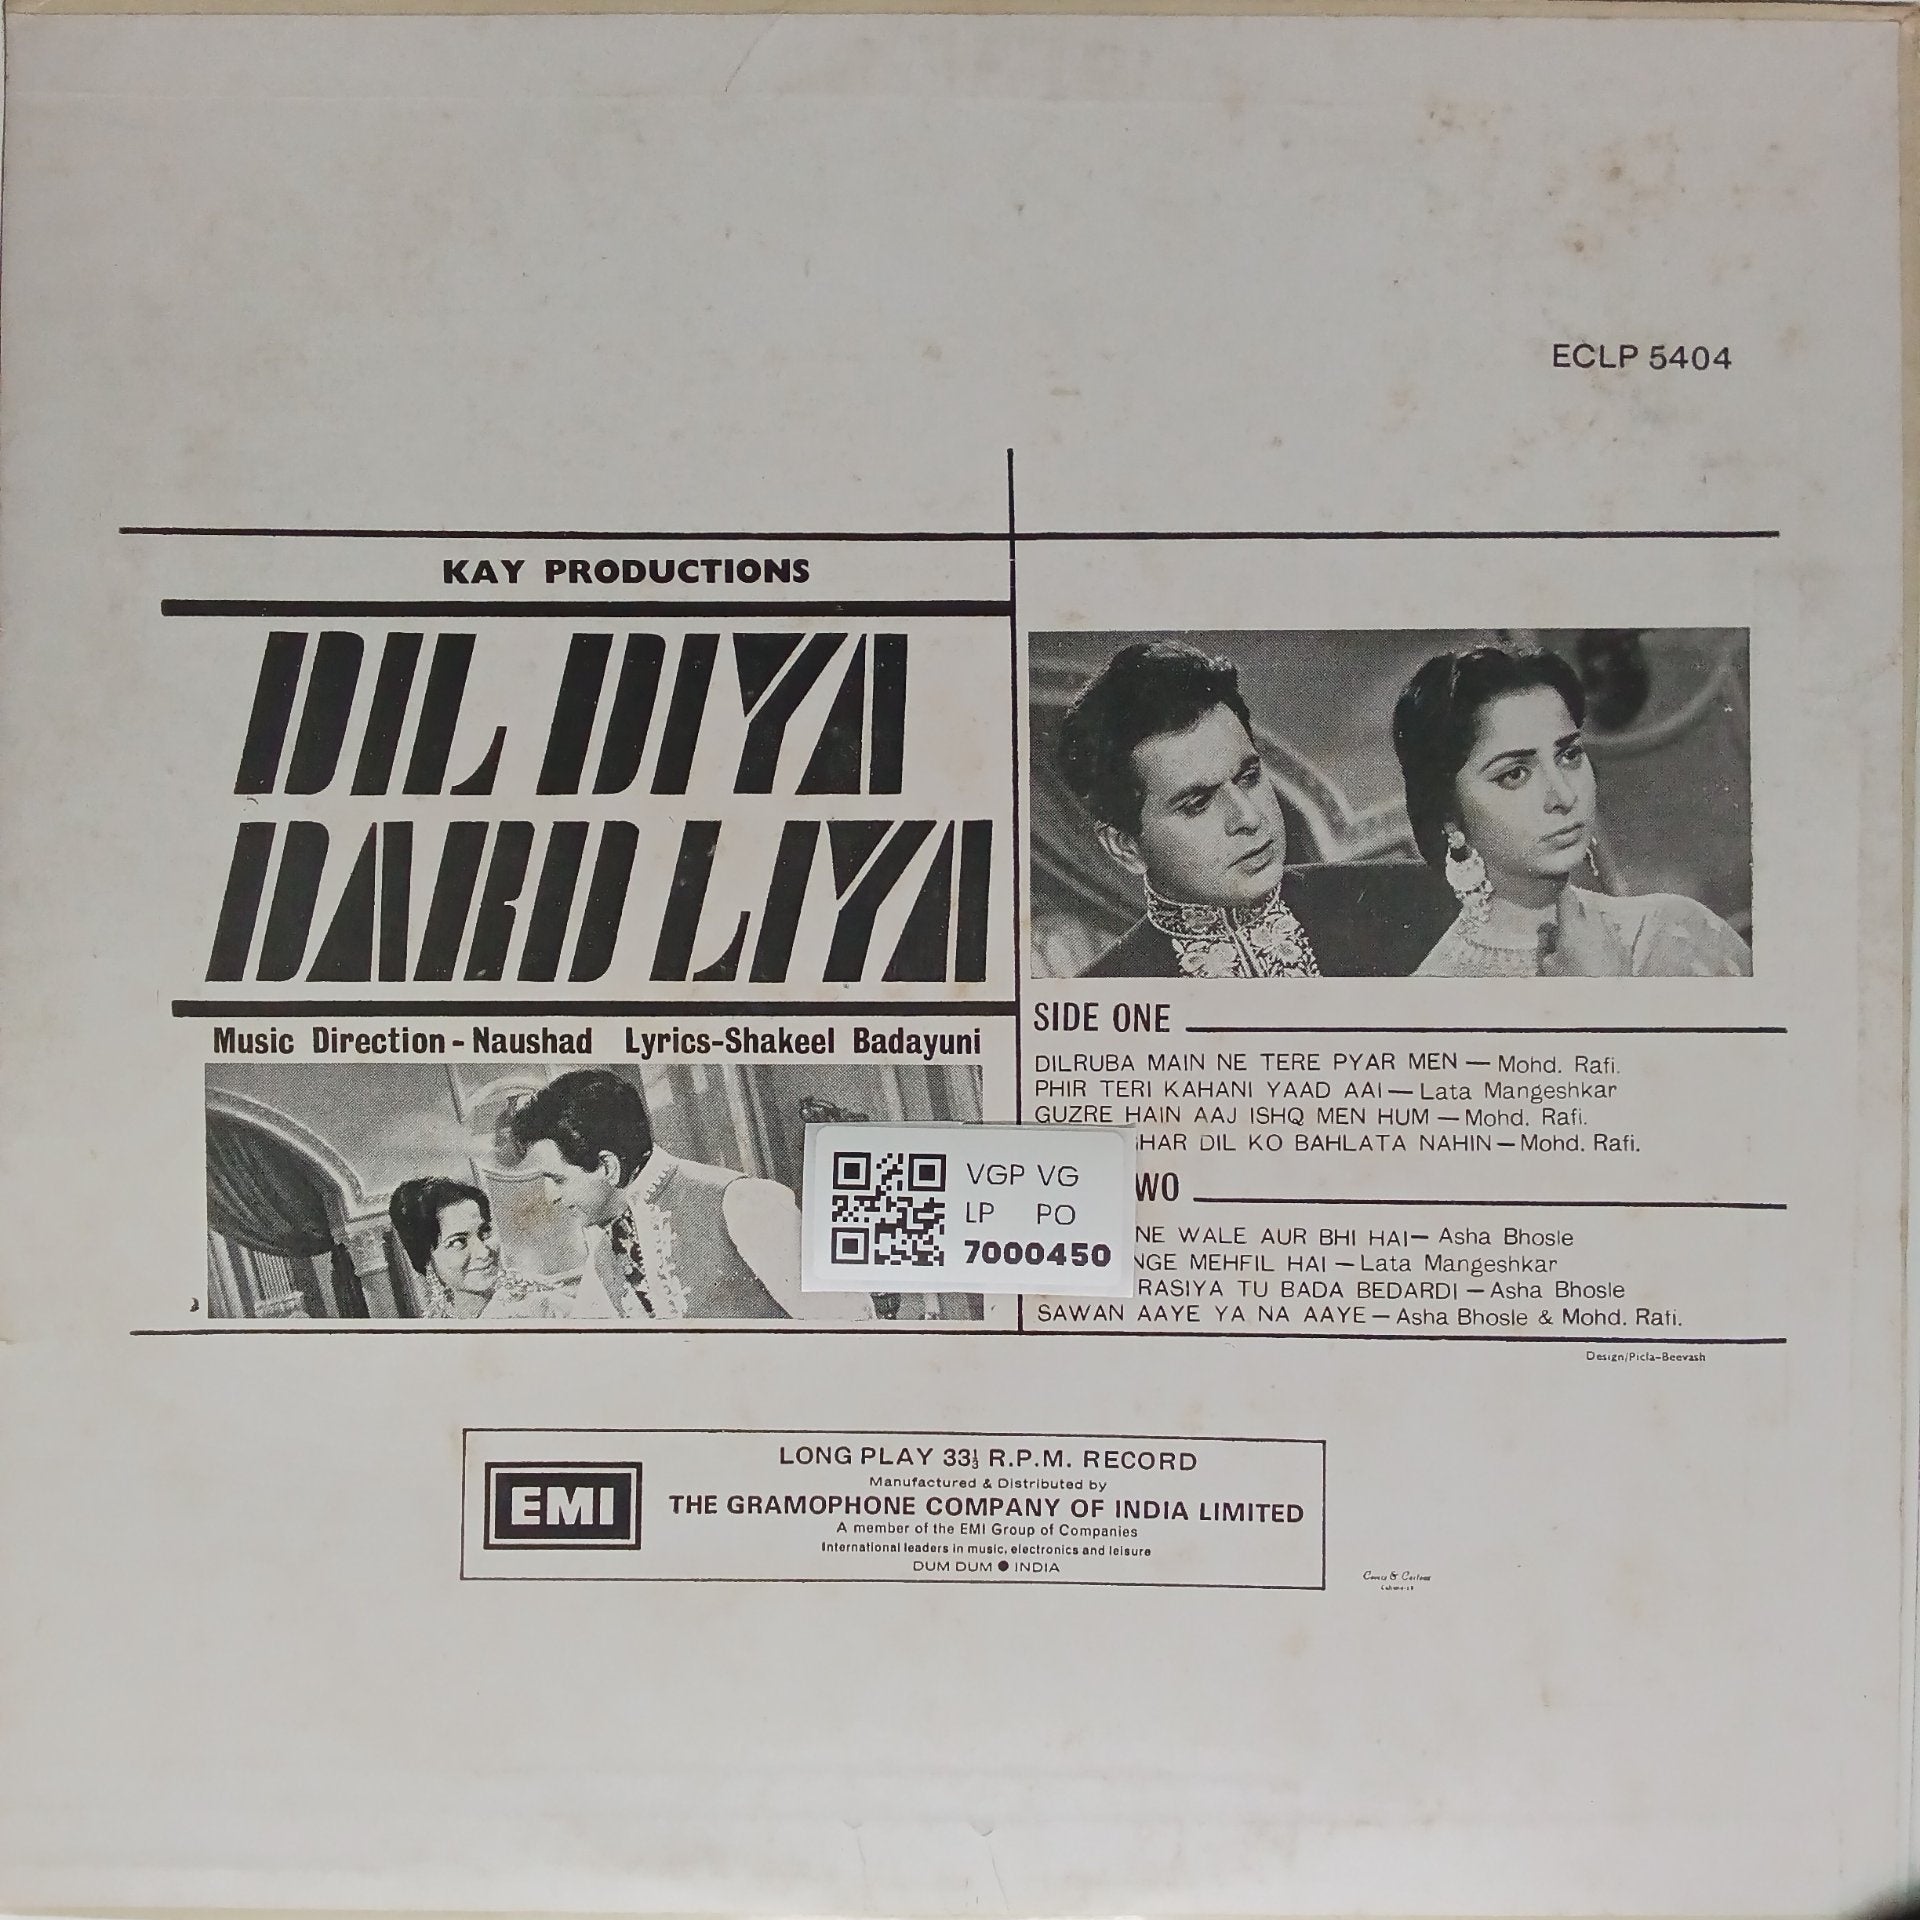 ECLP 5404
KAY PRODUCTIONS
DIL DIYA
DARD LIYA
Music Direction - Naushad Lyrics-Shakeel Badayuni
SIDE ONE
DILRUBA MAIN NE TERE PYAR MEN — Mohd. Rafi.
PHIR TERI KAHANI YAAD AAI — Lata Mangeshkar
GUZRE HAIN AAJ ISHQ MEN HUM — Mohd. Rafi.
HAR DIL KO BAHLATA NAHIN — Mohd. Rafi.
WO
NE WALE AUR BHI HAI — Asha Bhosle
NGE MEHFIL HAI — Lata Mangeshkar
RASIYA TU BADA BEDARDI — Asha Bhosle
SAWAN AAYE YA NA AAYE — Asha Bhosle & Mohd. Rafi.
Design/Picla-Beevash
VGP VG
LP PO
7000450
EMI
LONG PLAY 33⅓ R.P.M. RECORD
Manufactured & Distributed by
THE GRAMOPHONE COMPANY OF INDIA LIMITED
A member of the EMI Group of Companies
International leaders in music, electronics and leisure
DUM DUM ● INDIA